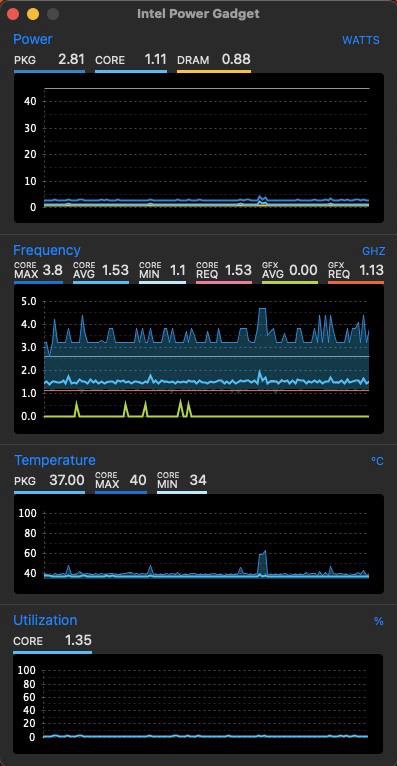 Intel Power Gadget
Power WATTS
PKG 2.81 CORE 1.11 DRAM 0.88
40
30
20
10
0
Frequency GHZ
CORE MAX 3.8 CORE AVG 1.53 CORE MIN 1.1 CORE REQ 1.53 GFX AVG 0.00 GFX REQ 1.13
5.0
4.0
3.0
2.0
1.0
0.0
Temperature °C
PKG 37.00 CORE MAX 40 CORE MIN 34
100
80
60
40
Utilization %
CORE 1.35
100
80
60
40
20
0